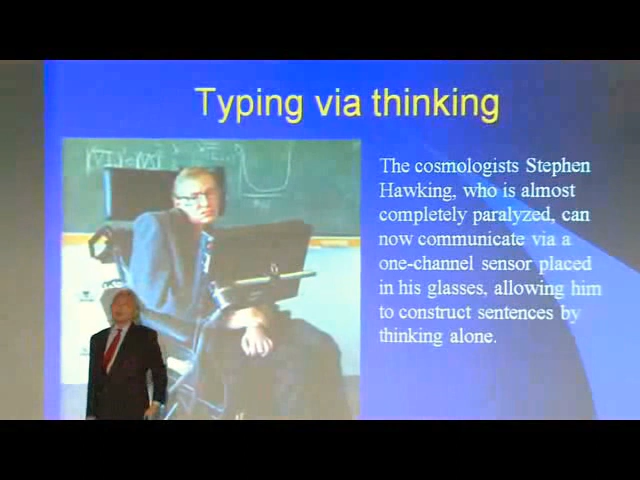 Typing via thinking
The cosmologists Stephen
Hawking, who is almost
completely paralyzed, can
now communicate via a
one-channel sensor placed
in his glasses, allowing him
to construct sentences by
thinking alone.